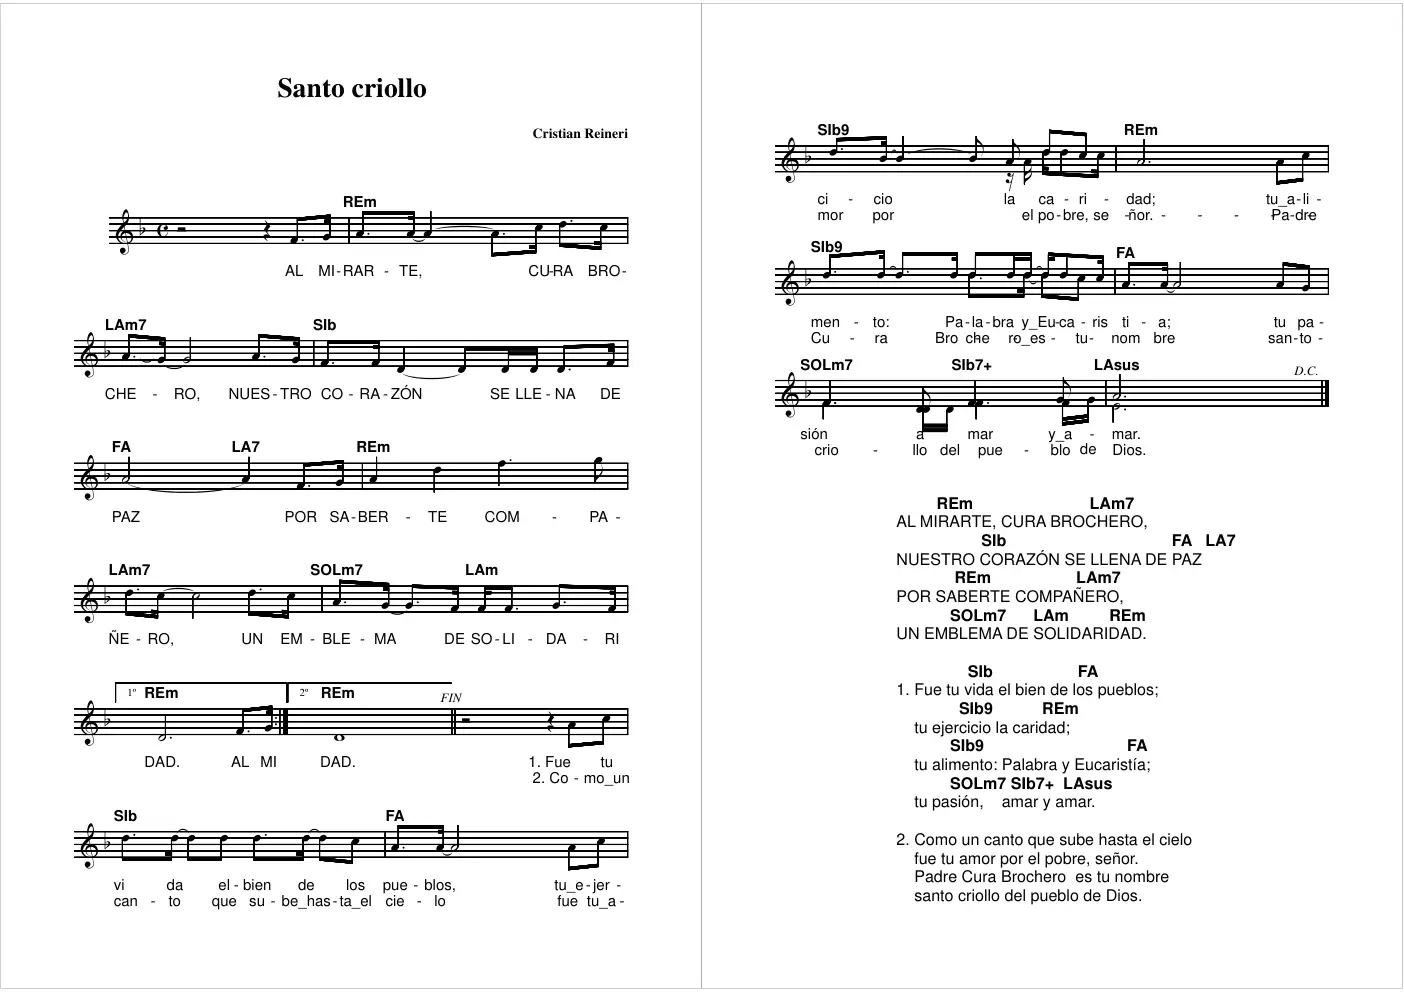 Santo criollo
Cristian Reineri
REm
AL MI-RAR - TE, CU-RA BRO-
LAm7 SIb
CHE - RO, NUES-TRO CO-RA-ZÓN SE LLE-NA DE
FA LA7 REm
PAZ POR SA-BER - TE COM - PA -
LAm7 SOLm7 LAm
ÑE - RO, UN EM - BLE - MA DE SO-LI - DA - RI
1º REm 2º REm FIN
DAD. AL MI DAD. 1. Fue tu
2. Co - mo_un
SIb FA
vi da el - bien de los pue - blos, tu_e-jer -
can - to que su - be_has-ta_el cie - lo fue tu_a -
SIb9 REm
ci - cio la ca - ri - dad; tu_a-li -
mor por el po-bre, se -ñor. - - - -Pa-dre
SIb9 FA
men - to: Pa-la-bra y_Eu-ca - ris ti - a; tu pa -
Cu - ra Bro che ro_es - tu- nom bre san-to -
SOLm7 SIb7+ LAsus D.C.
sión a mar y_a - mar.
crio - llo del pue - blo de Dios.
REm LAm7
AL MIRARTE, CURA BROCHERO,
SIb FA LA7
NUESTRO CORAZÓN SE LLENA DE PAZ
REm LAm7
POR SABERTE COMPAÑERO,
SOLm7 LAm REm
UN EMBLEMA DE SOLIDARIDAD.
SIb FA
1. Fue tu vida el bien de los pueblos;
SIb9 REm
tu ejercicio la caridad;
SIb9 FA
tu alimento: Palabra y Eucaristía;
SOLm7 SIb7+ LAsus
tu pasión, amar y amar.
2. Como un canto que sube hasta el cielo
fue tu amor por el pobre, señor.
Padre Cura Brochero es tu nombre
santo criollo del pueblo de Dios.